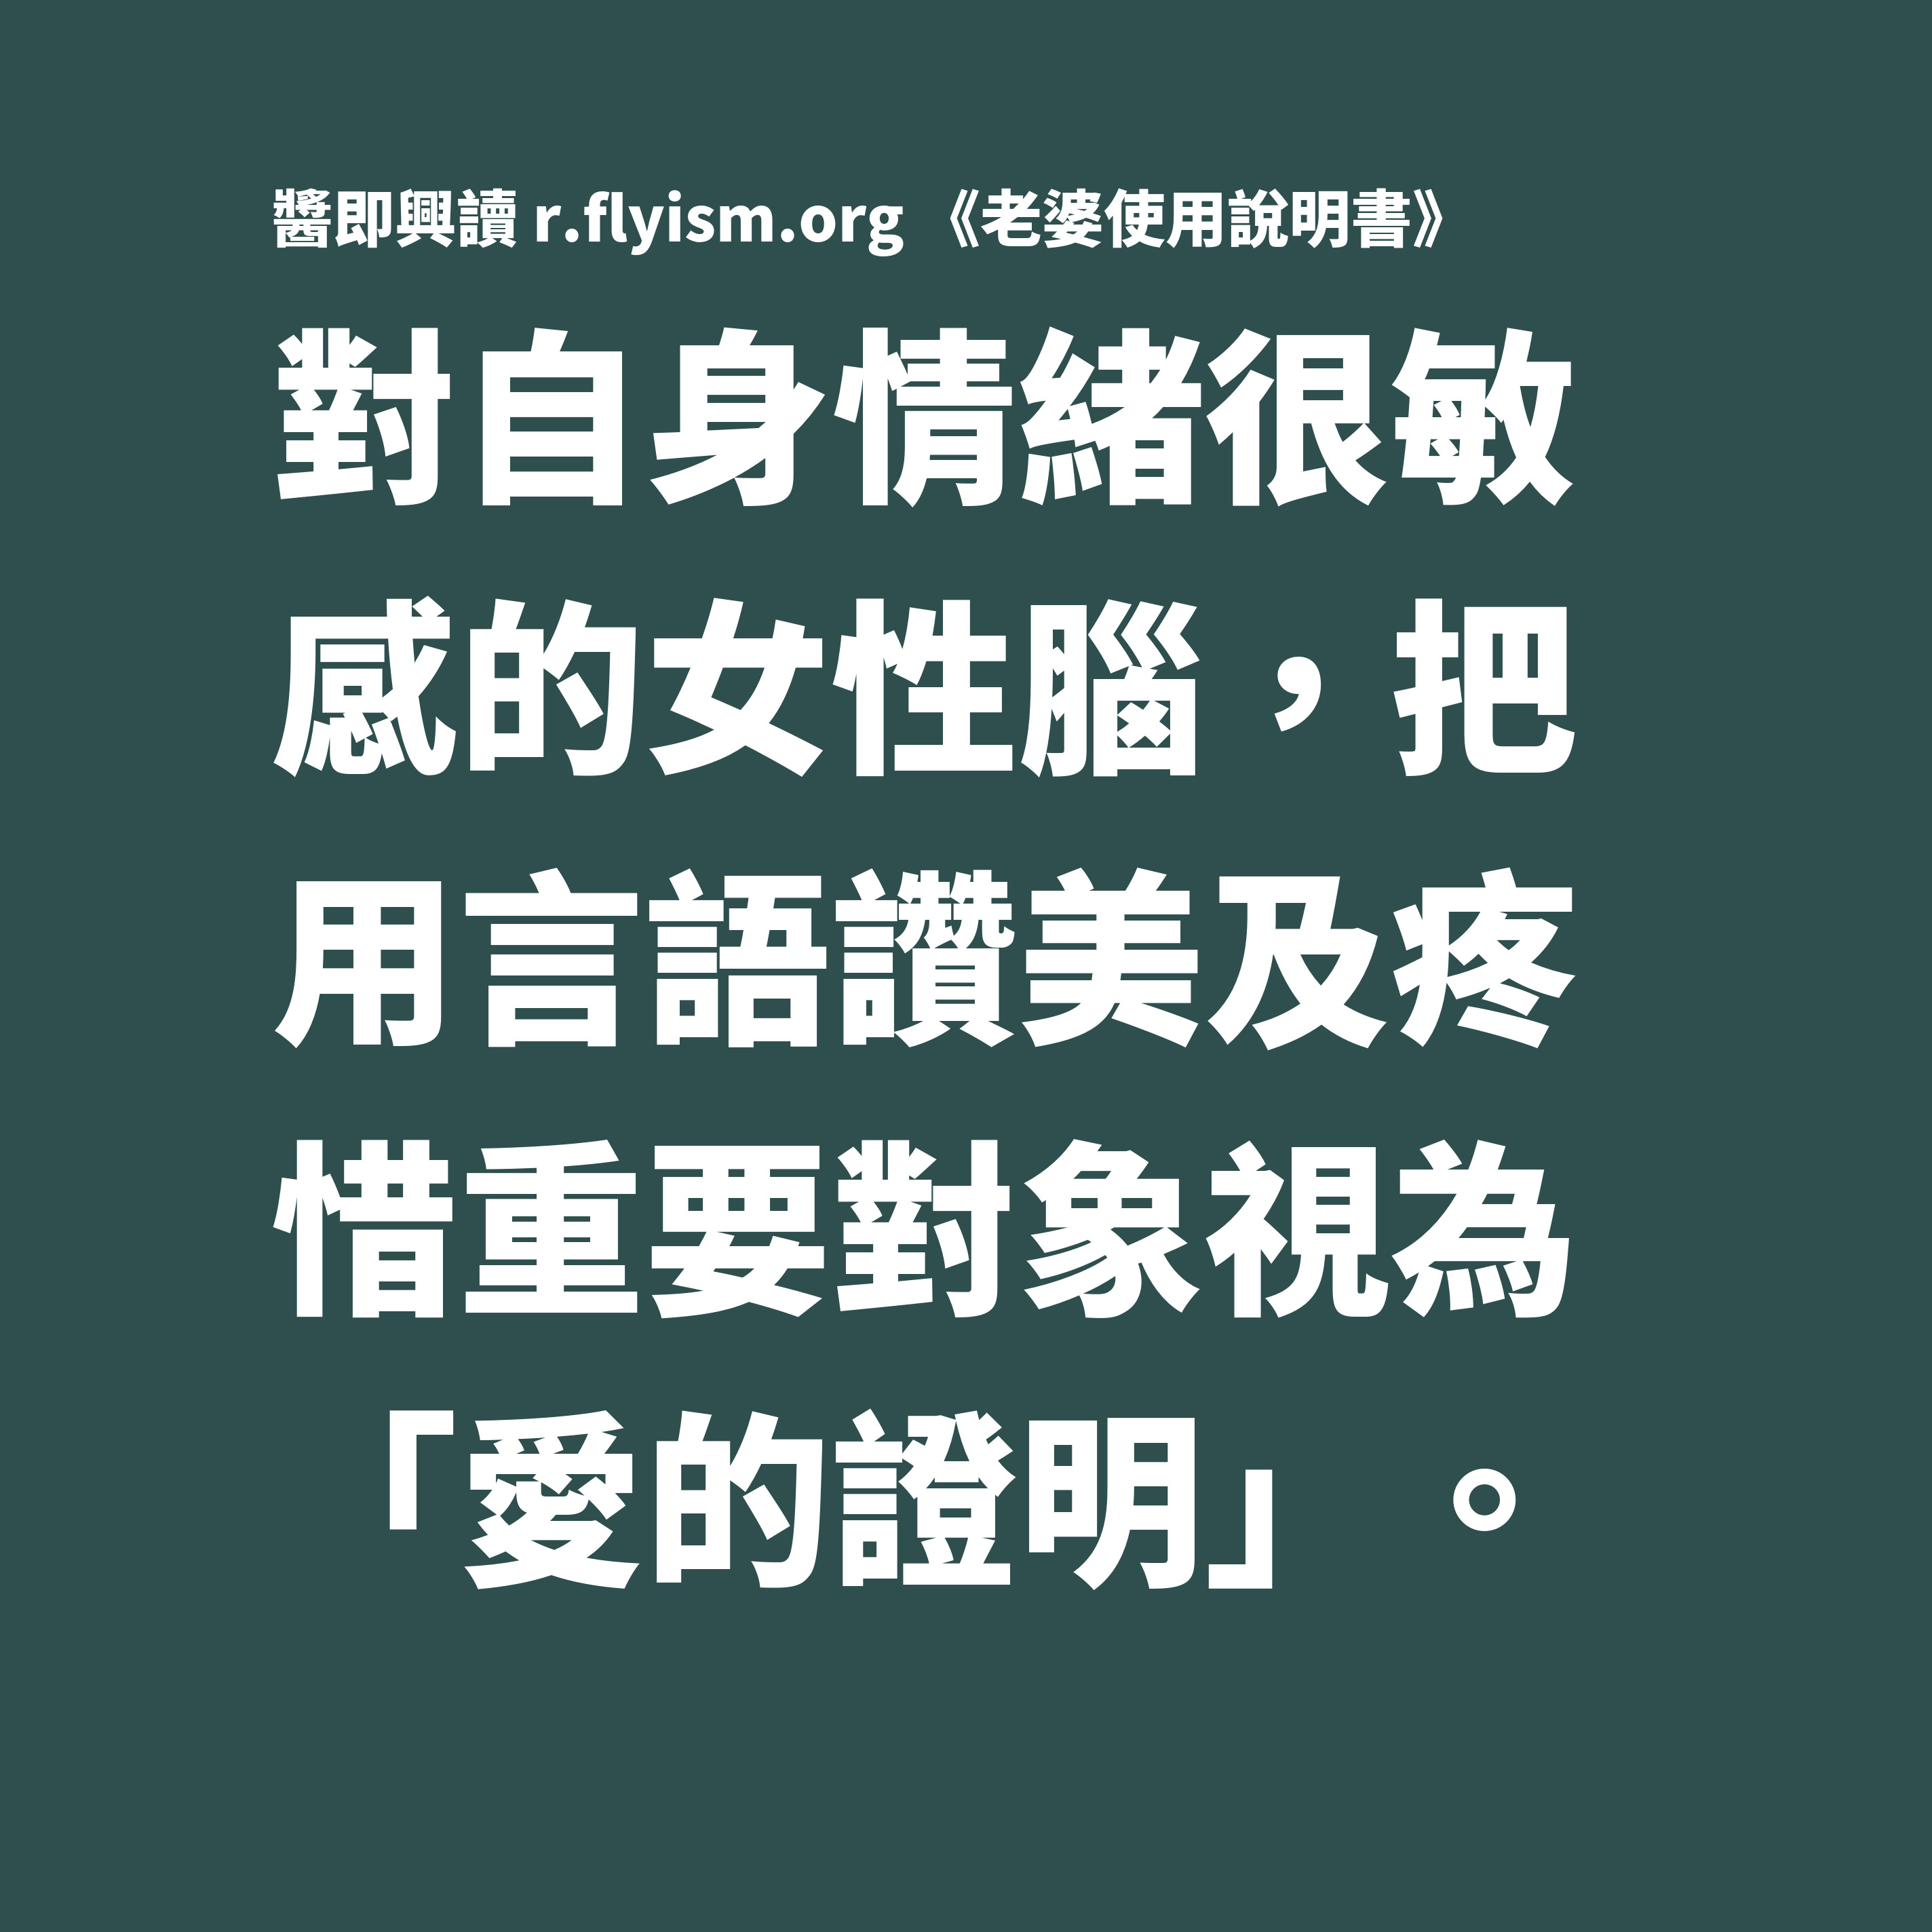 豔即興讀 r.flyism.org 《老婆使用說明書》
對自身情緒很敏
感的女性腦，把
用言語讚美及疼
惜重要對象視為
「愛的證明」。